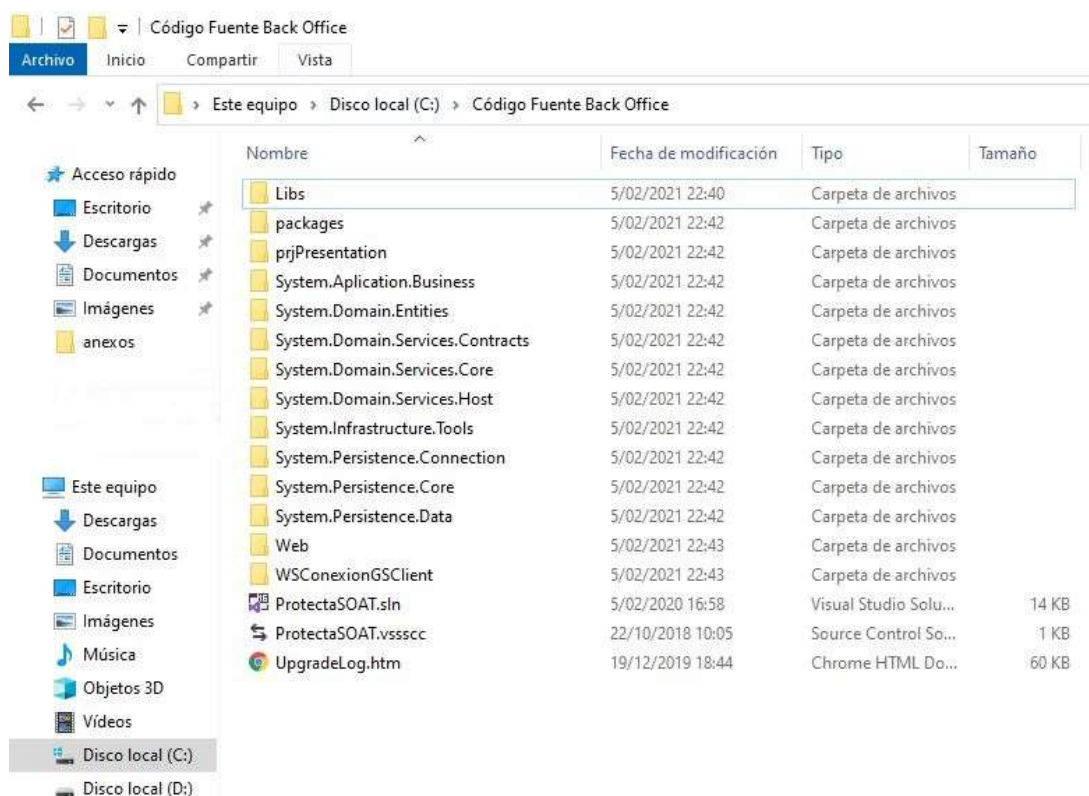 Código Fuente Back Office
Archivo Inicio Compartir Vista
Este equipo > Disco local (C:) > Código Fuente Back Office
Nombre Fecha de modificación Tipo Tamaño
Acceso rápido
Escritorio
Descargas
Documentos
Imágenes
anexos
Este equipo
Descargas
Documentos
Escritorio
Imágenes
Música
Objetos 3D
Vídeos
Disco local (C:)
Disco local (D:)
Libs 5/02/2021 22:40 Carpeta de archivos
packages 5/02/2021 22:42 Carpeta de archivos
prjPresentation 5/02/2021 22:42 Carpeta de archivos
System.Aplication.Business 5/02/2021 22:42 Carpeta de archivos
System.Domain.Entities 5/02/2021 22:42 Carpeta de archivos
System.Domain.Services.Contracts 5/02/2021 22:42 Carpeta de archivos
System.Domain.Services.Core 5/02/2021 22:42 Carpeta de archivos
System.Domain.Services.Host 5/02/2021 22:42 Carpeta de archivos
System.Infrastructure.Tools 5/02/2021 22:42 Carpeta de archivos
System.Persistence.Connection 5/02/2021 22:42 Carpeta de archivos
System.Persistence.Core 5/02/2021 22:42 Carpeta de archivos
System.Persistence.Data 5/02/2021 22:42 Carpeta de archivos
Web 5/02/2021 22:43 Carpeta de archivos
WSConexionGSClient 5/02/2021 22:43 Carpeta de archivos
ProtectaSOAT.sln 5/02/2020 16:58 Visual Studio Solu... 14 KB
ProtectaSOAT.vssscc 22/10/2018 10:05 Source Control So... 1 KB
UpgradeLog.htm 19/12/2019 18:44 Chrome HTML Do... 60 KB